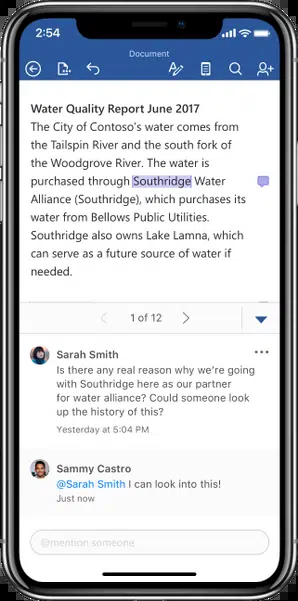 2:54
Document
Water Quality Report June 2017
The City of Contoso's water comes from
the Tailspin River and the south fork of
the Woodgrove River. The water is
purchased through Southridge Water
Alliance (Southridge), which purchases its
water from Bellows Public Utilities.
Southridge also owns Lake Lamna, which
can serve as a future source of water if
needed.
1 of 12
Sarah Smith
Is there any real reason why we're going
with Southridge here as our partner
for water alliance? Could someone look
up the history of this?
Yesterday at 5:04 PM
Sammy Castro
@Sarah Smith I can look into this!
Just now
@mention someone